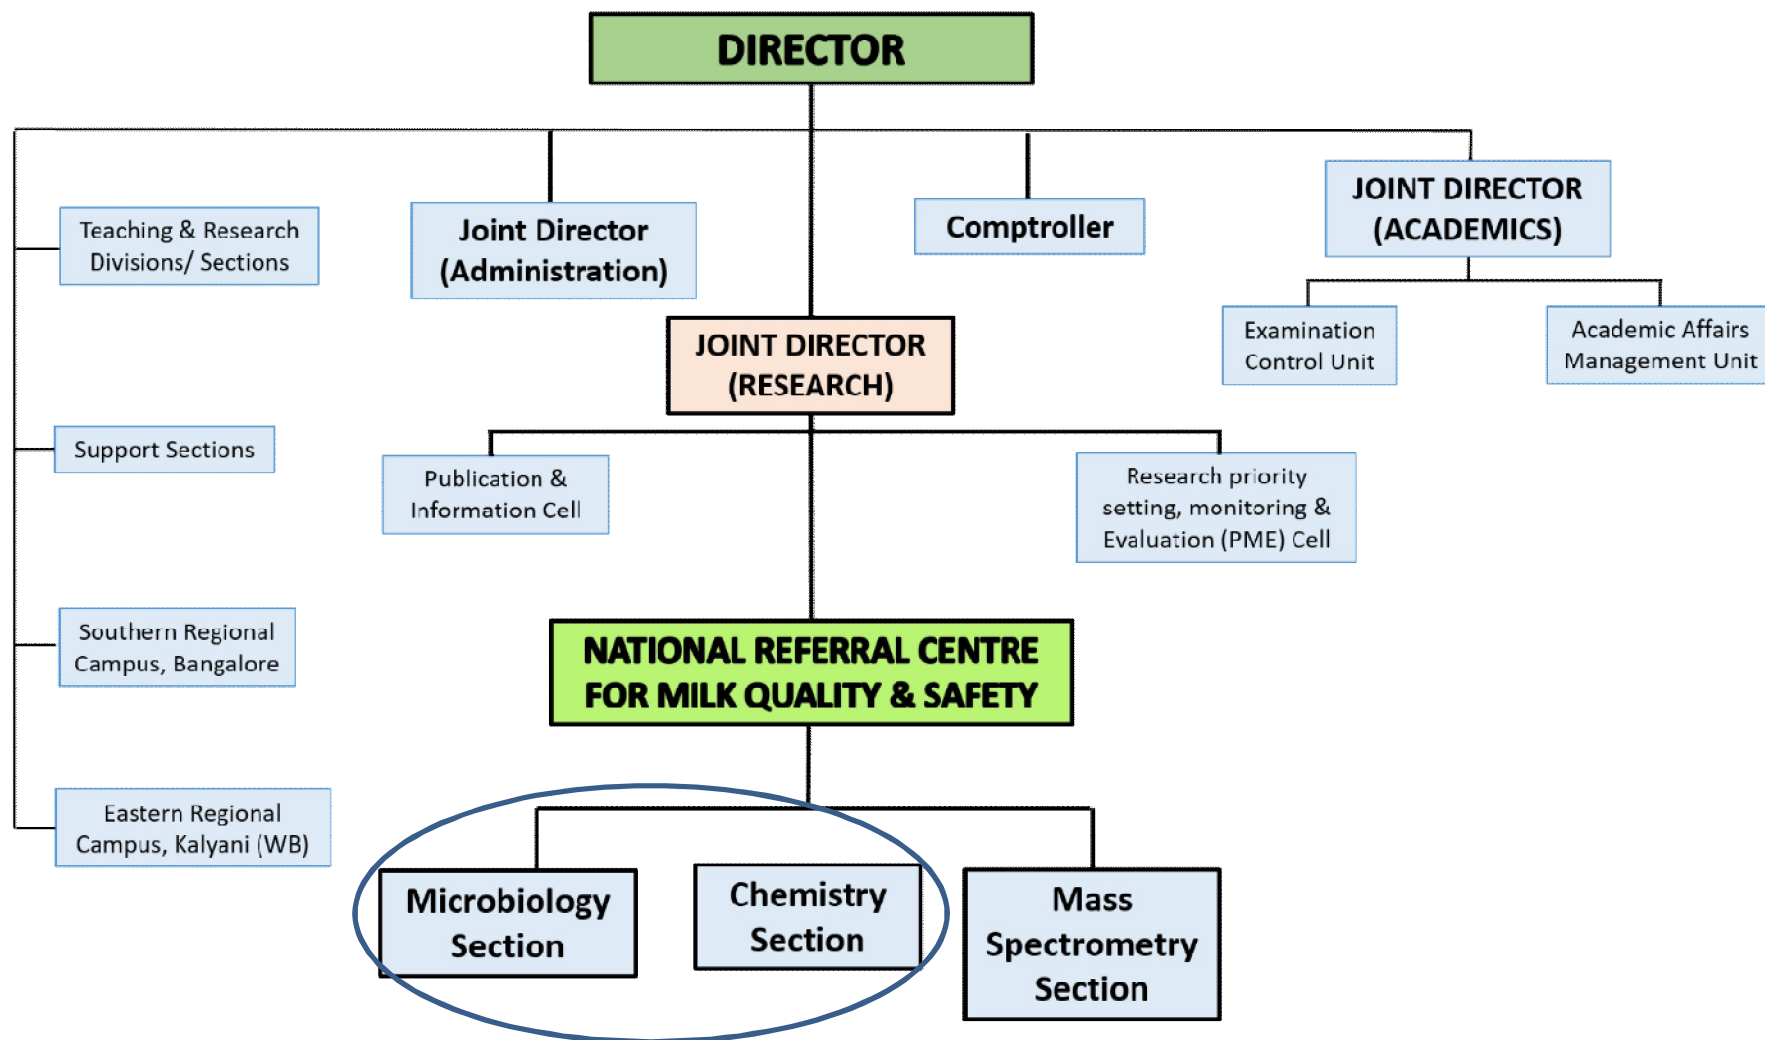 DIRECTOR
Teaching & Research
Divisions/ Sections
Joint Director
(Administration)
Comptroller
JOINT DIRECTOR
(ACADEMICS)
JOINT DIRECTOR
(RESEARCH)
Examination
Control Unit
Academic Affairs
Management Unit
Support Sections
Publication &
Information Cell
Research priority
setting, monitoring &
Evaluation (PME) Cell
Southern Regional
Campus, Bangalore
NATIONAL REFERRAL CENTRE
FOR MILK QUALITY & SAFETY
Eastern Regional
Campus, Kalyani (WB)
Microbiology
Section
Chemistry
Section
Mass
Spectrometry
Section